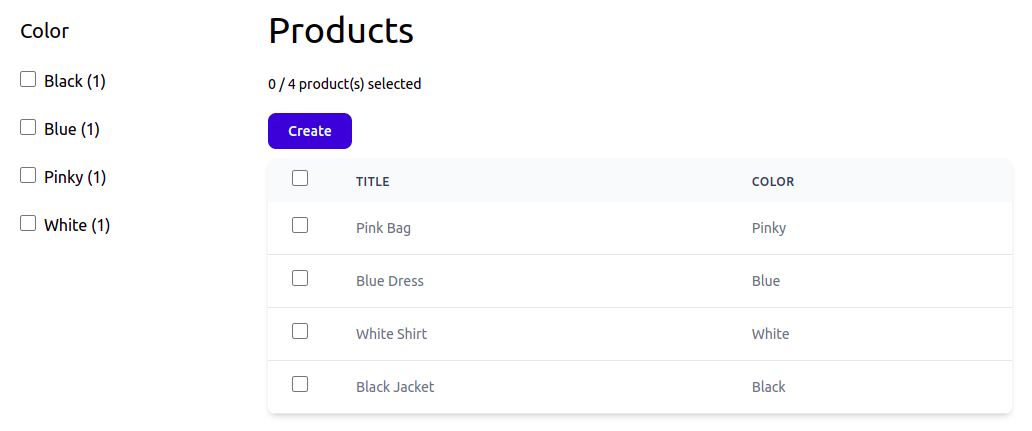 Color
Black (1)
Blue (1)
Pinky (1)
White (1)
Products
0 / 4 product(s) selected
Create
TITLE COLOR
Pink Bag Pinky
Blue Dress Blue
White Shirt White
Black Jacket Black